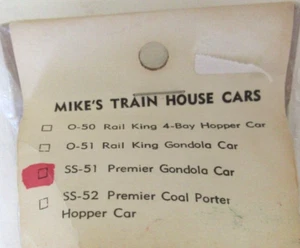 MIKE'S TRAIN HOUSE CARS
O-50 Rail King 4-Bay Hopper Car
O-51 Rail King Gondola Car
SS-51 Premier Gondola Car
SS-52 Premier Coal Porter
Hopper Car